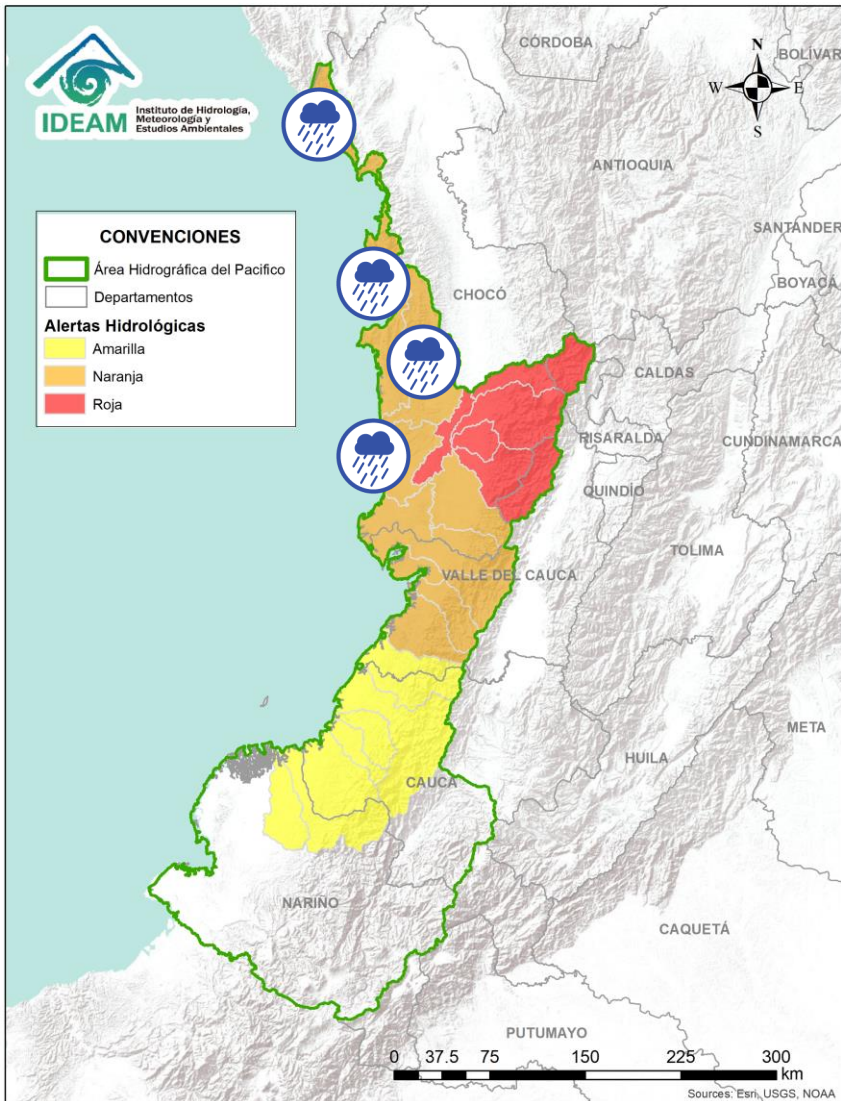 IDEAM
Instituto de Hidrología,
Meteorología y
Estudios Ambientales
CÓRDOBA
BOLÍVAR
N
W
E
S
ANTIOQUIA
SANTANDER
BOYACÁ
CONVENCIONES
Área Hidrográfica del Pacifico
Departamentos
Alertas Hidrológicas
Amarilla
Naranja
Roja
CHOCÓ
CALDAS
RISARALDA
CUNDINAMARCA
QUINDÍO
TOLIMA
VALLE DEL CAUCA
META
HUILA
CAUCA
NARIÑO
CAQUETÁ
PUTUMAYO
0 37.5 75 150 225 300
km
Sources: Esri, USGS, NOAA